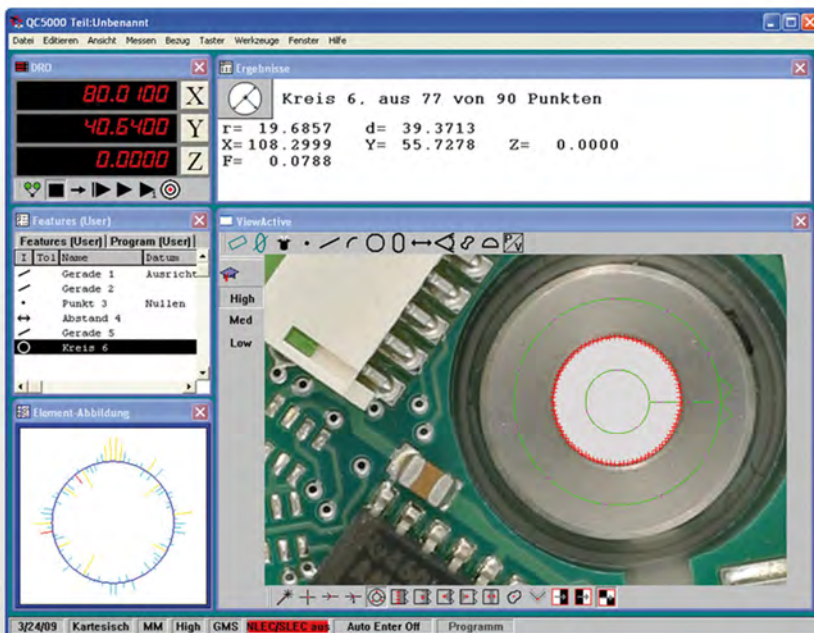 QC5000 Teil:Unbenannt
Datei Editieren Ansicht Messen Bezug Taster Werkzeuge Fenster Hilfe
DRO
80.0100 X
40.6400 Y
0.0000 Z
Ergebnisse
Kreis 6, aus 77 von 90 Punkten
r= 19.6857 d= 39.3713
X=108.2999 Y= 55.7278 Z= 0.0000
F= 0.0788
Features (User)
Features (User) Program (User)
I Tol Name Datum
Gerade 1 Ausricht
Gerade 2
Punkt 3 Nullen
Abstand 4
Gerade 5
Kreis 6
Element-Abbildung
ViewActive
High
Med
Low
3/24/09 Kartesisch MM High GMS NLEC/SLEC aus Auto Enter Off Programm